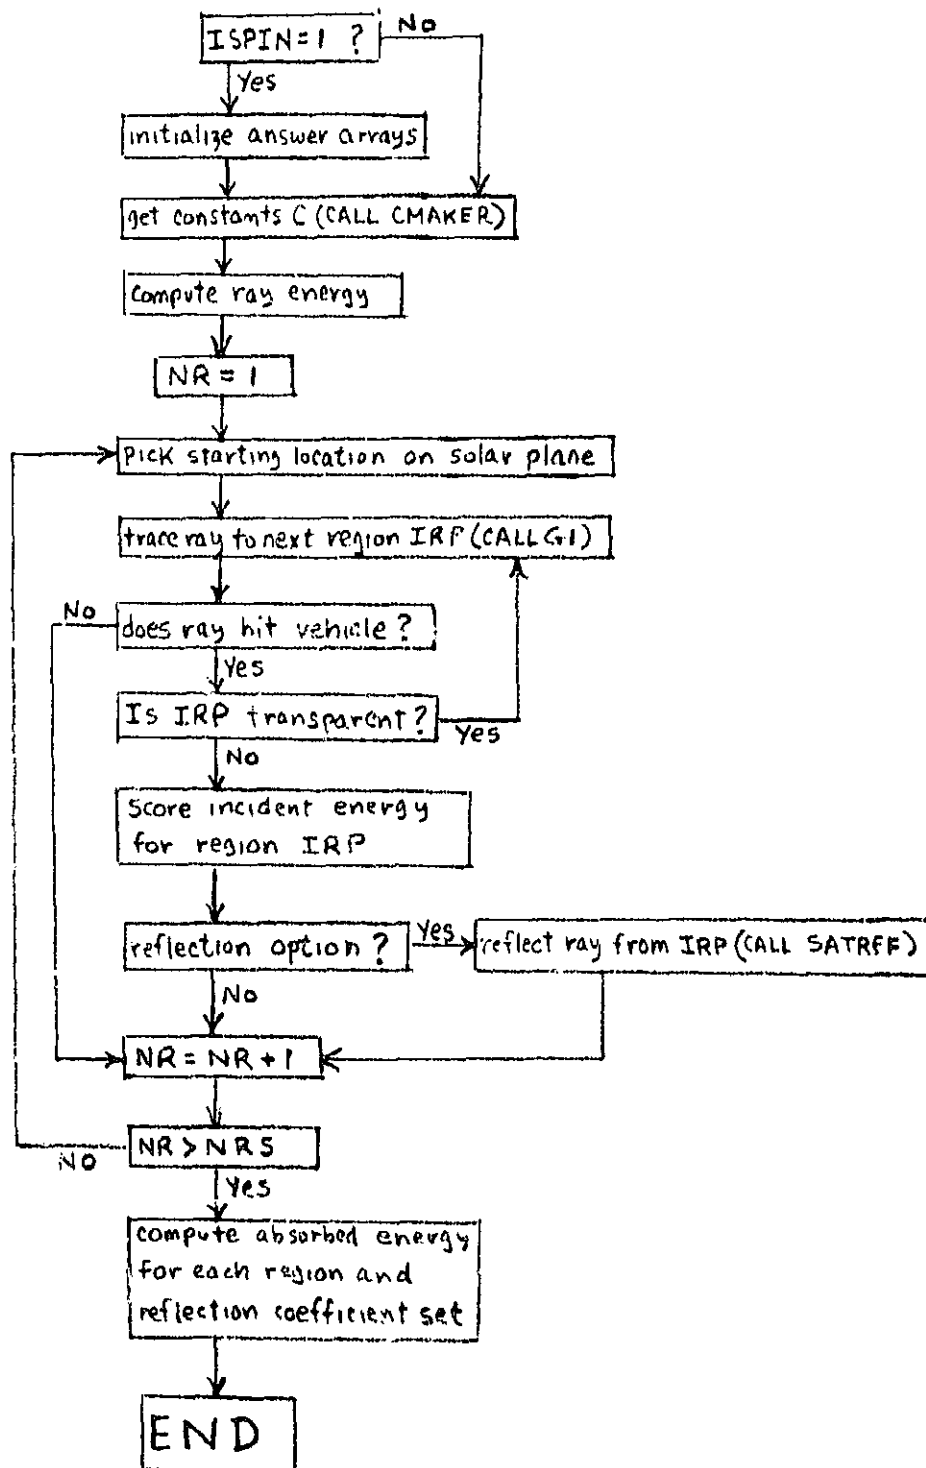 ISPIN=1 ?
No
Yes
initialize answer arrays
get constants C (CALL CMAKER)
compute ray energy
NR = 1
Pick starting location on solar plane
trace ray to next region IRP (CALL G1)
No
does ray hit vehicle?
Yes
Is IRP transparent?
Yes
No
Score incident energy
for region IRP
reflection option?
Yes
reflect ray from IRP (CALL SATREF)
No
NR = NR + 1
NR > NRS
No
Yes
compute absorbed energy
for each region and
reflection coefficient set
END